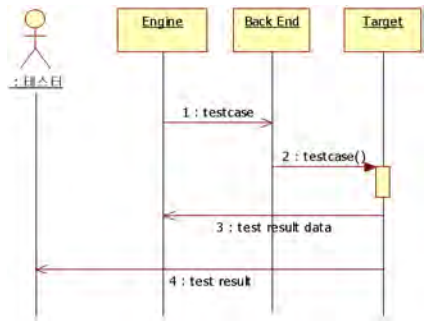 Engine
Back End
Target
: 테스터
1 : testcase
2 : testcase()
3 : test result data
4 : test result